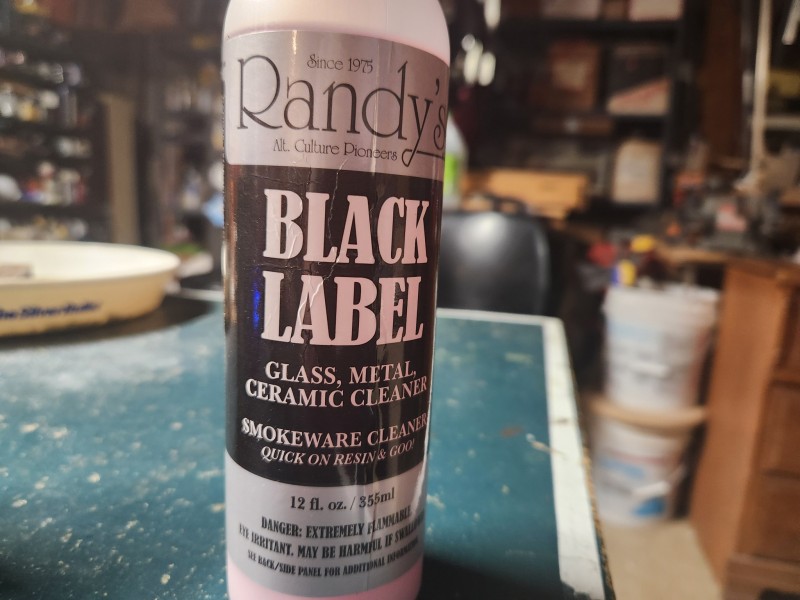 Since 1975
Randy's
Alt. Culture Pioneers
BLACK
LABEL
GLASS, METAL,
CERAMIC CLEANER
$MOKEWARE CLEANER
QUICK ON RESIN & GOO!
12 fl. oz. / 355ml
DANGER: EXTREMELY FLAMMABLE
EYE IRRITANT. MAY BE HARMFUL IF SWALLOWED
SEE BACK/SIDE PANEL FOR ADDITIONAL INFORMATION